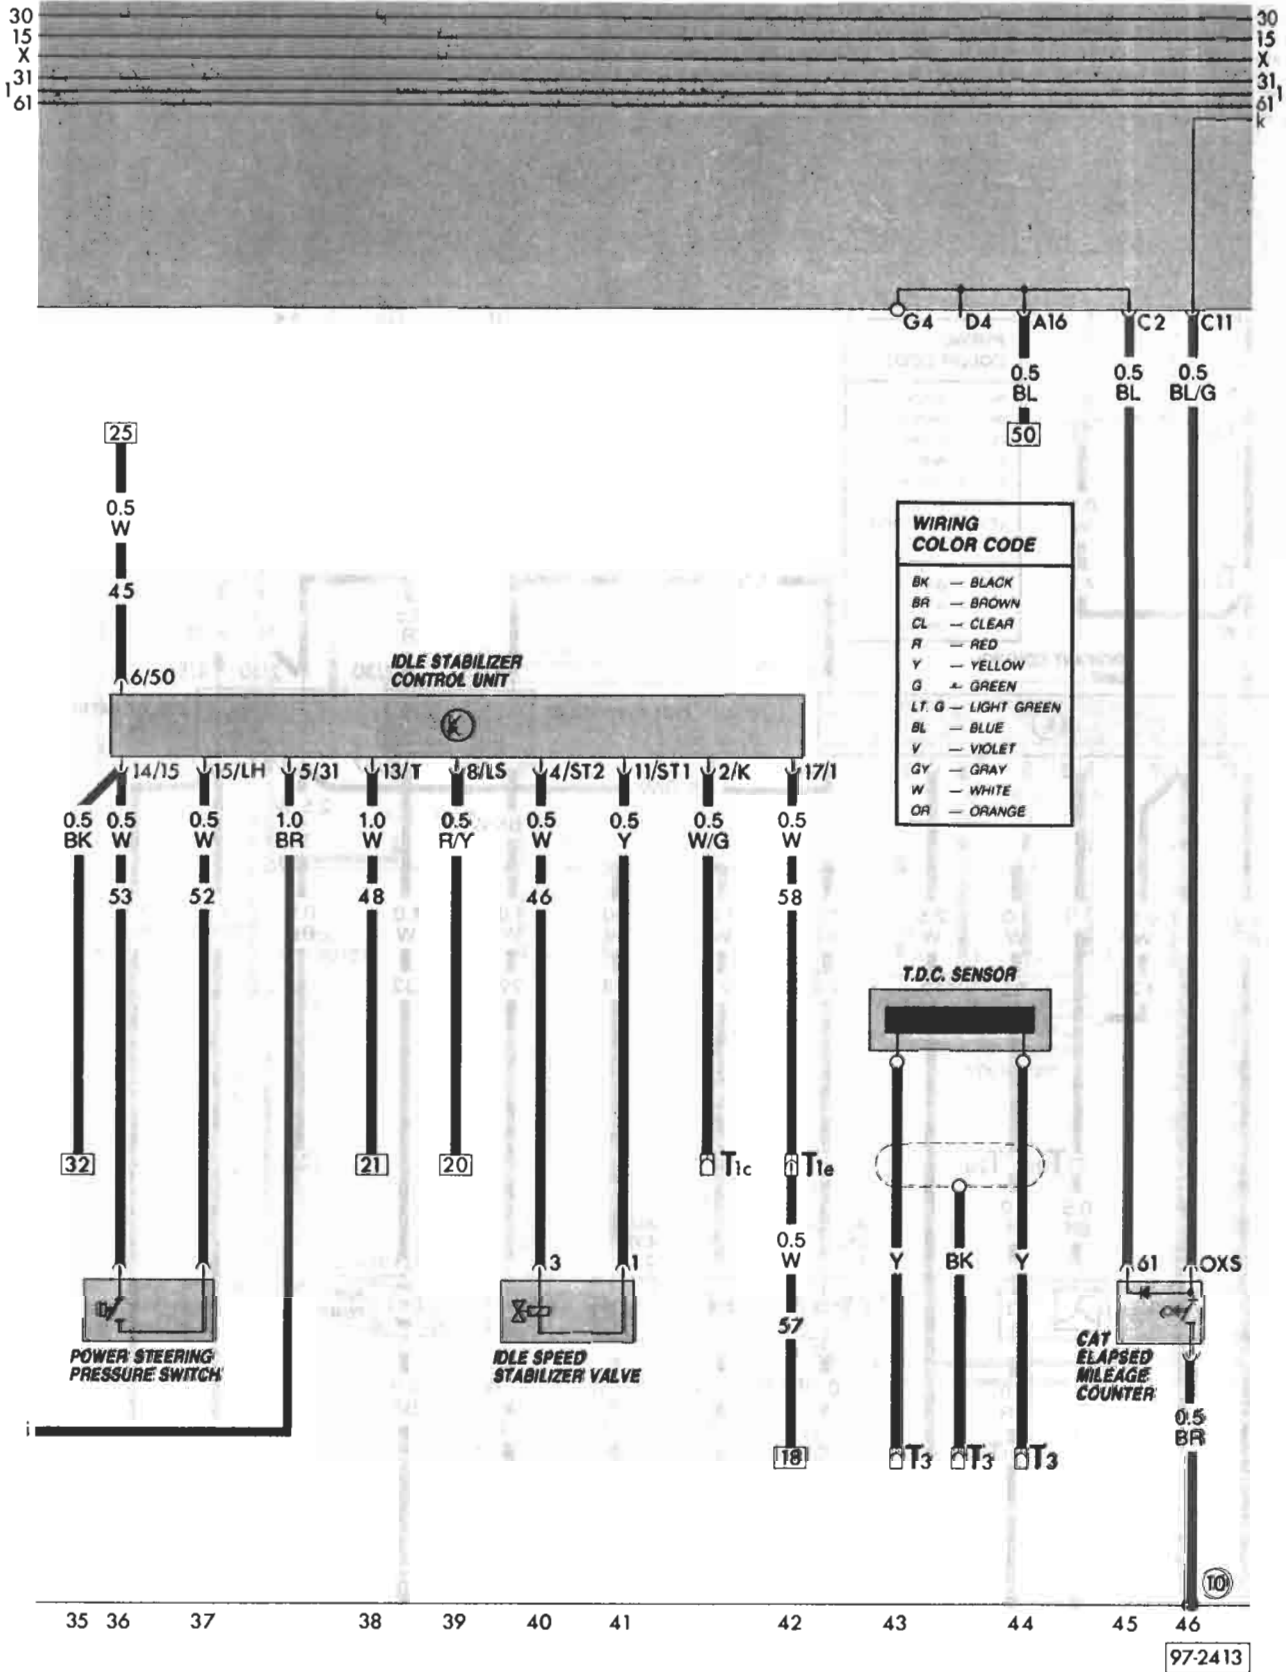 30 30
15 15
X X
31 31
1 1
61 61
k
G4 D4 A16 C2 C11
0.5 0.5 0.5
BL BL BL/G
25 50
0.5
W
45
WIRING
COLOR CODE
BK — BLACK
BR — BROWN
CL — CLEAR
R — RED
Y — YELLOW
G — GREEN
LT. G — LIGHT GREEN
BL — BLUE
V — VIOLET
GY — GRAY
W — WHITE
OR — ORANGE
IDLE STABILIZER
CONTROL UNIT
6/50
14/15 15/LH 5/31 13/T 8/LS 4/ST2 11/ST1 2/K 17/1
0.5 0.5 0.5 1.0 1.0 0.5 0.5 0.5 0.5 0.5
BK W W BR W R/Y W Y W/G W
53 52 48 46 58
T.D.C. SENSOR
32 21 20 T1c T1e
0.5
W
57
Y BK Y
3 1 61 OXS
POWER STEERING
PRESSURE SWITCH
IDLE SPEED
STABILIZER VALVE
CAT
ELAPSED
MILEAGE
COUNTER
0.5
BR
i
18 T3 T3 T3
10
35 36 37 38 39 40 41 42 43 44 45 46
97-2413